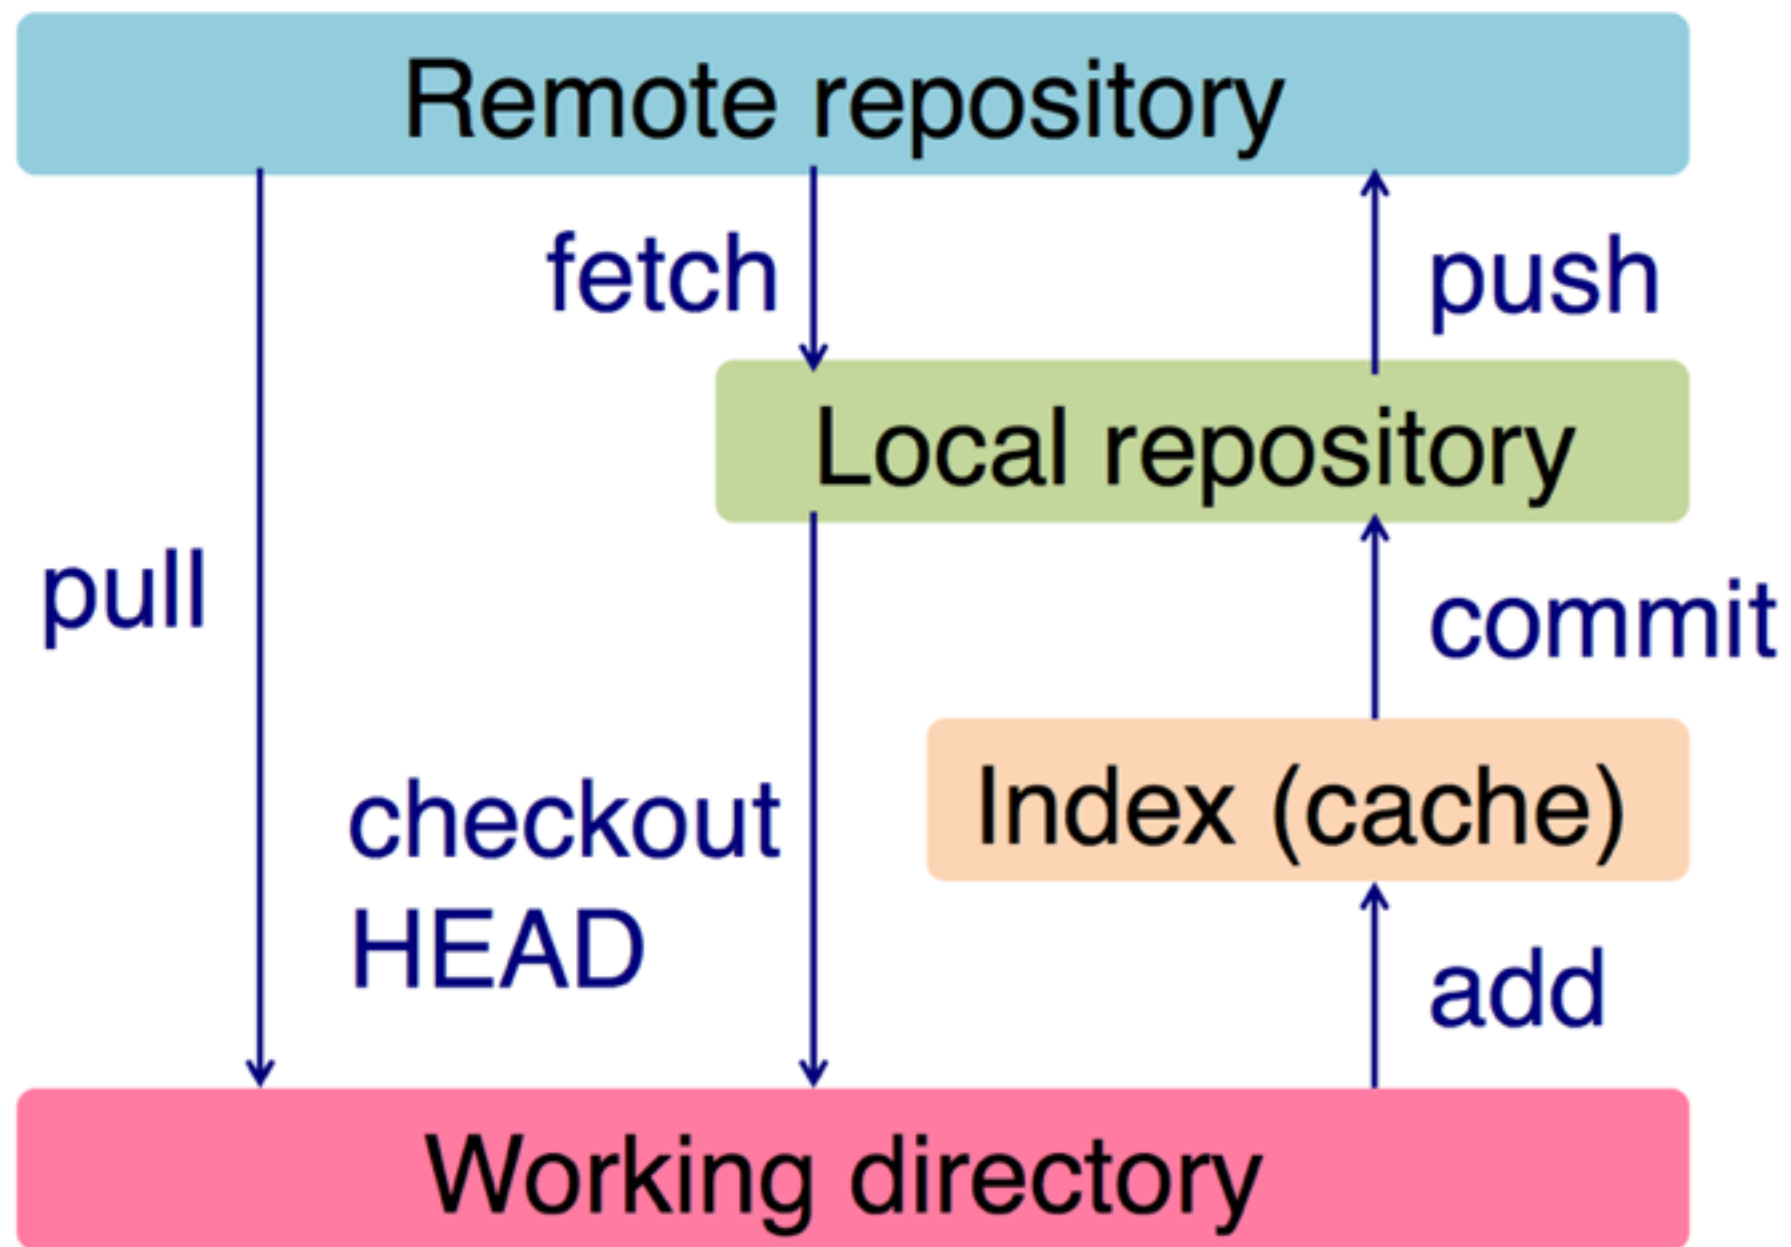 Remote repository
fetch
push
Local repository
pull
commit
checkout
HEAD
Index (cache)
add
Working directory